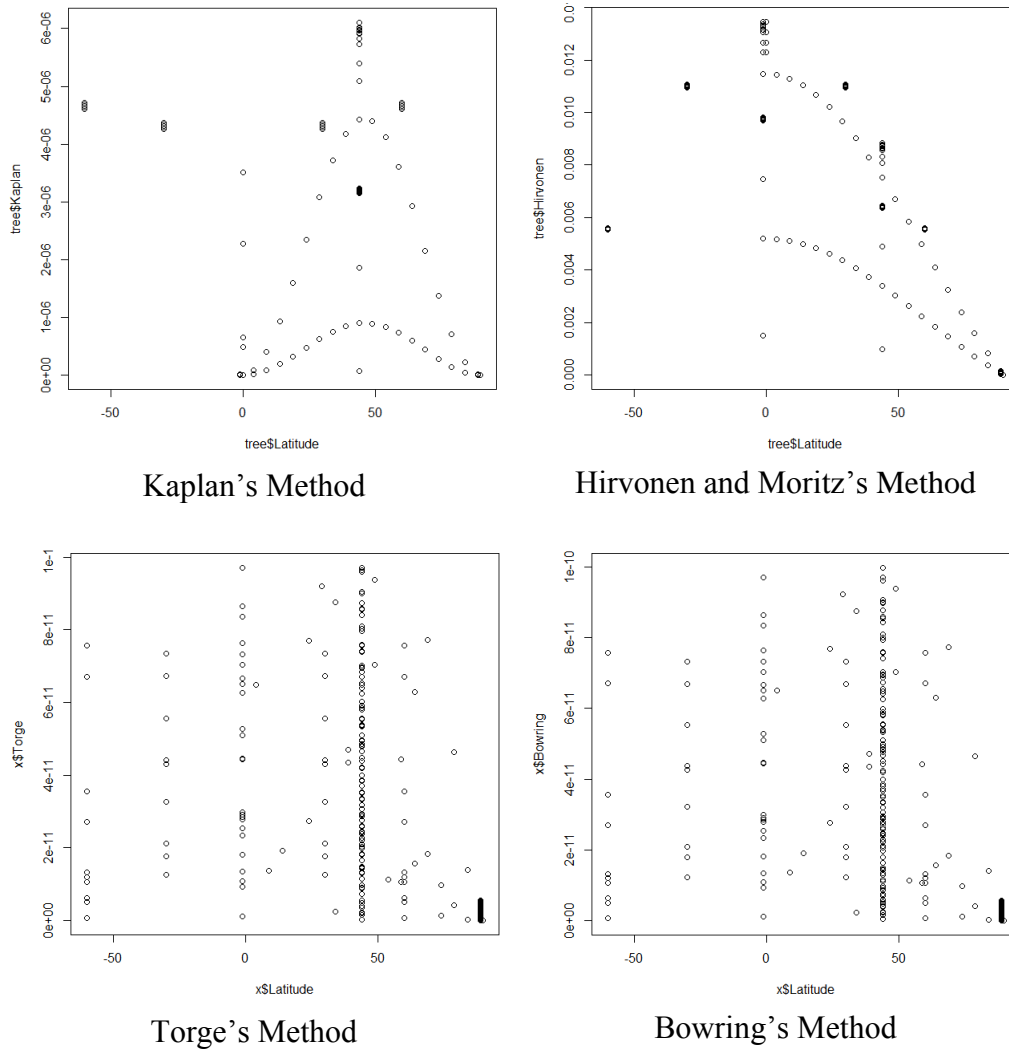 6e-06
5e-06
4e-06
3e-06
2e-06
1e-06
0e+00
tree$Kaplan
-50 0 50
tree$Latitude
Kaplan's Method
0.012
0.010
0.008
0.006
0.004
0.002
0.000
tree$Hirvonen
-50 0 50
tree$Latitude
Hirvonen and Moritz's Method
1e-1
8e-11
6e-11
4e-11
2e-11
0e+00
x$Torge
-50 0 50
x$Latitude
Torge's Method
1e-10
8e-11
6e-11
4e-11
2e-11
0e+00
x$Bowring
-50 0 50
x$Latitude
Bowring's Method